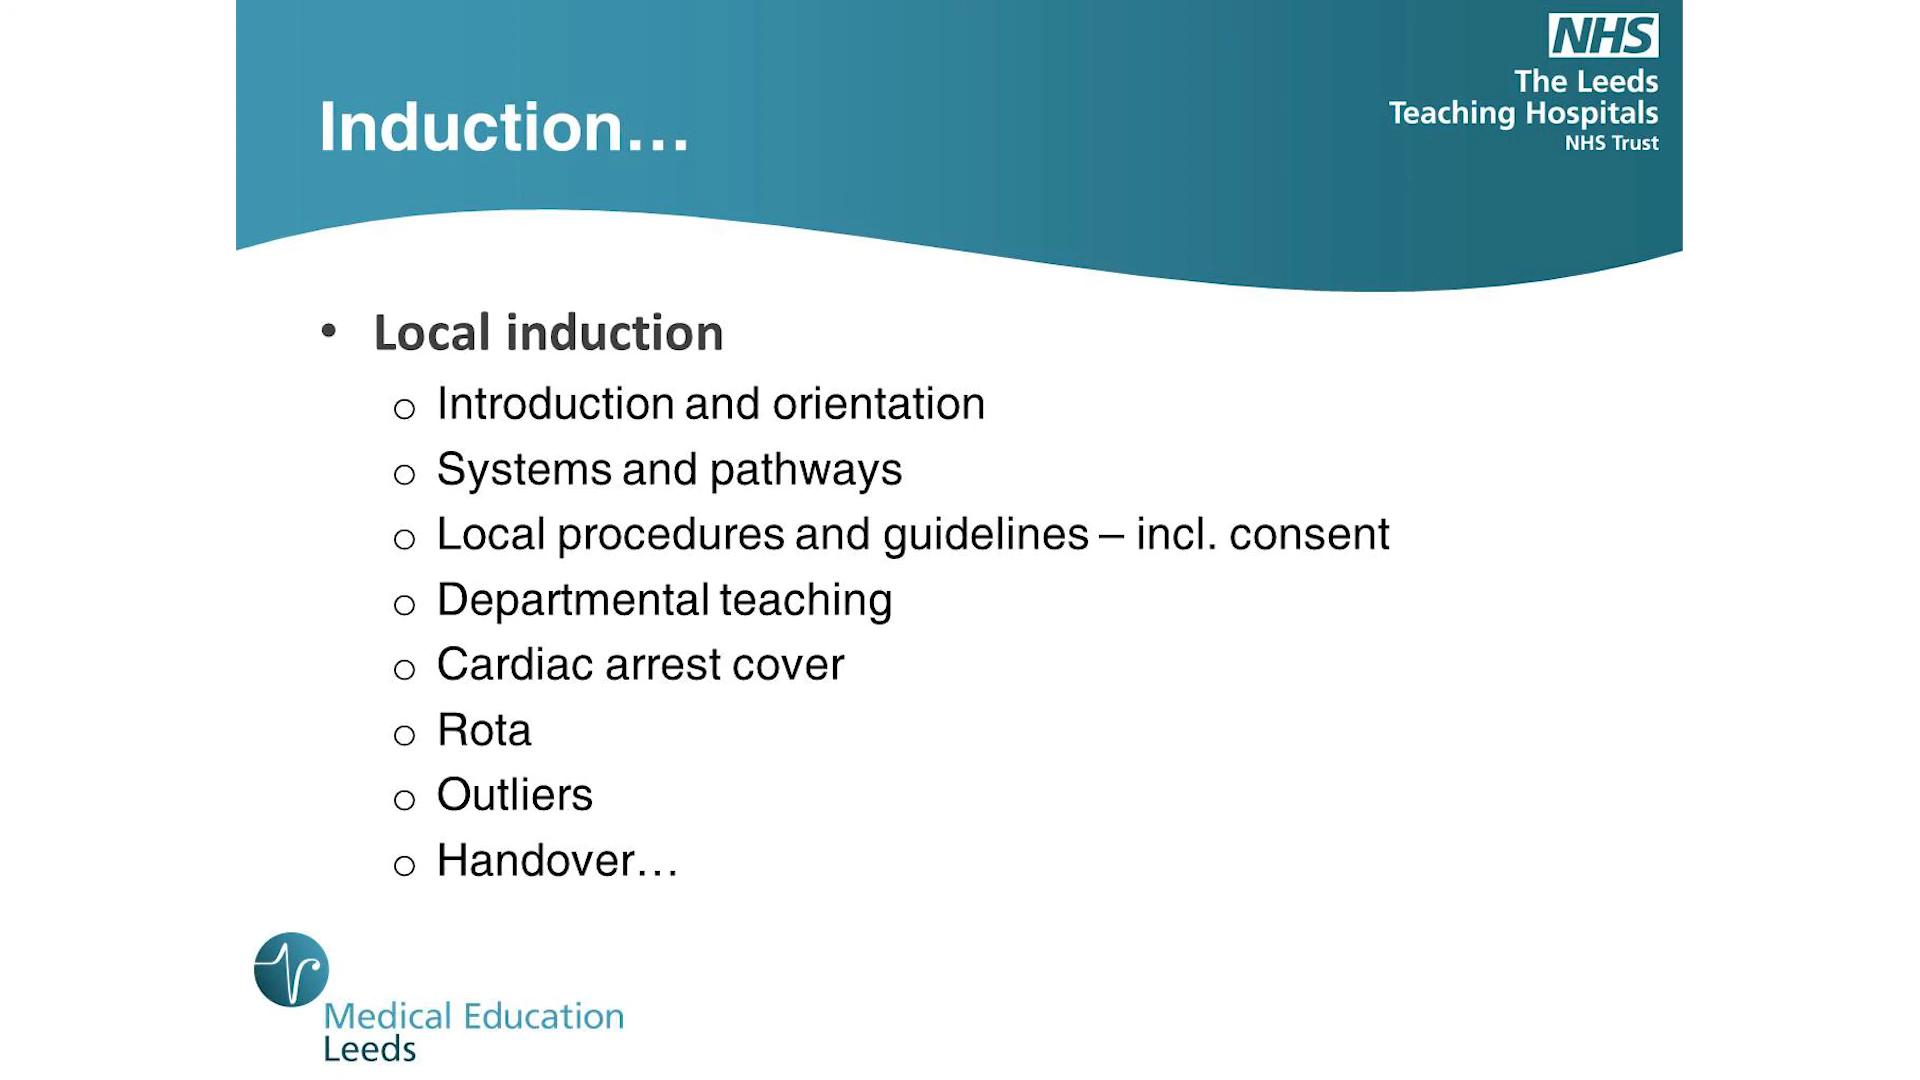 NHS
The Leeds
Teaching Hospitals
NHS Trust
Induction…
• Local induction
o Introduction and orientation
o Systems and pathways
o Local procedures and guidelines – incl. consent
o Departmental teaching
o Cardiac arrest cover
o Rota
o Outliers
o Handover…
Medical Education
Leeds